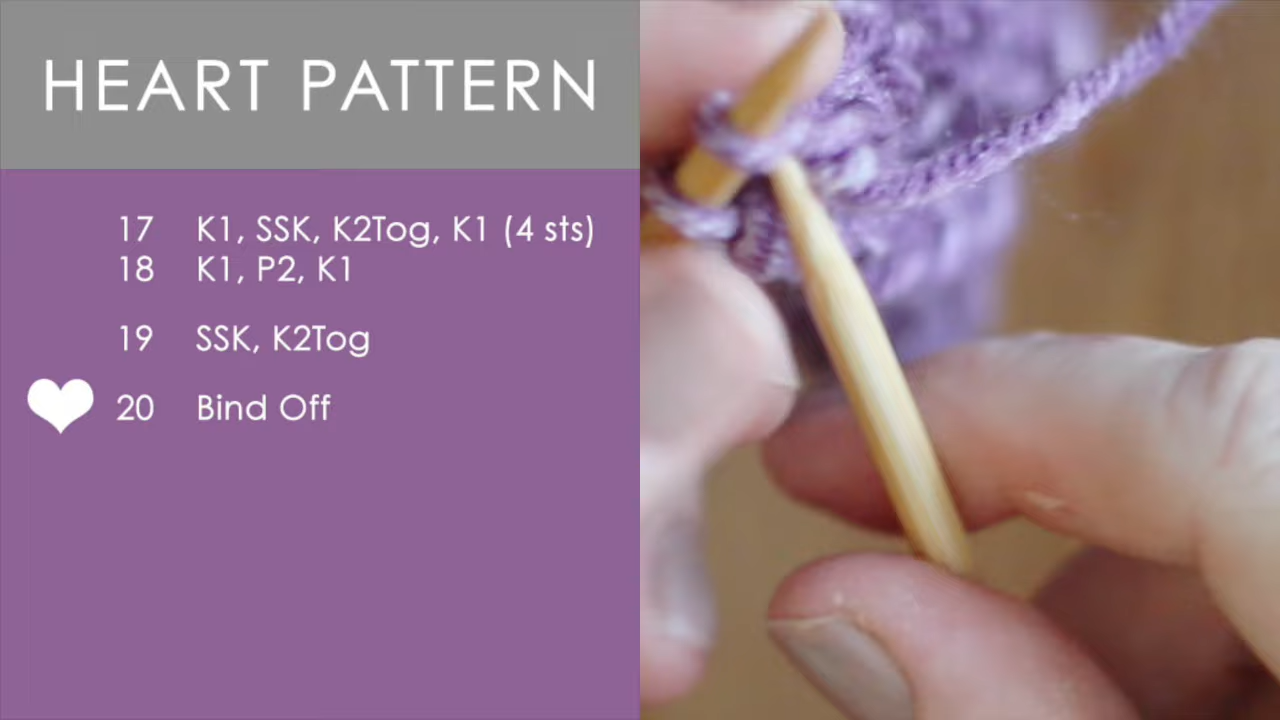 HEART PATTERN
17 K1, SSK, K2Tog, K1 (4 sts)
18 K1, P2, K1
19 SSK, K2Tog
20 Bind Off